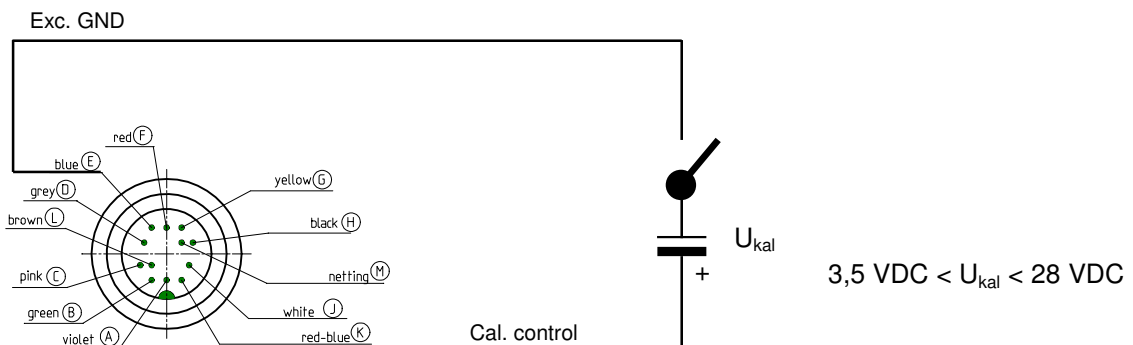 Exc. GND
red F
blue E
yellow G
grey D
black H
brown L
netting M
pink C
white J
green B
red-blue K
violet A
U kal
+
3,5 VDC < U kal < 28 VDC
Cal. control